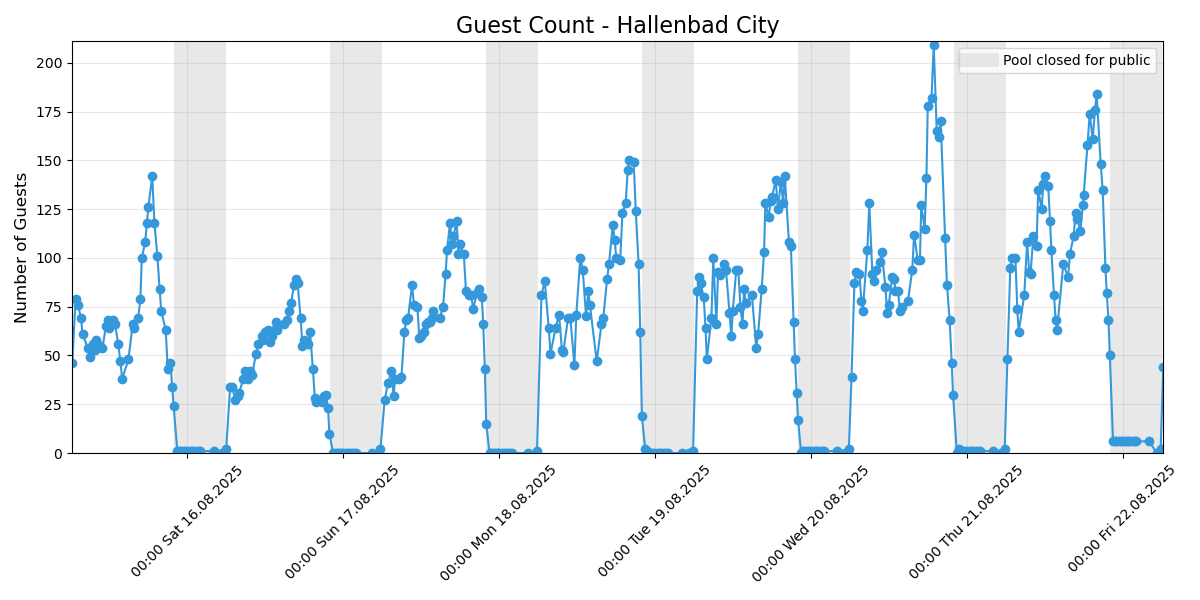 Guest Count - Hallenbad City
Pool closed for public
Number of Guests
200
175
150
125
100
75
50
25
0
00:00 Sat 16.08.2025
00:00 Sun 17.08.2025
00:00 Mon 18.08.2025
00:00 Tue 19.08.2025
00:00 Wed 20.08.2025
00:00 Thu 21.08.2025
00:00 Fri 22.08.2025